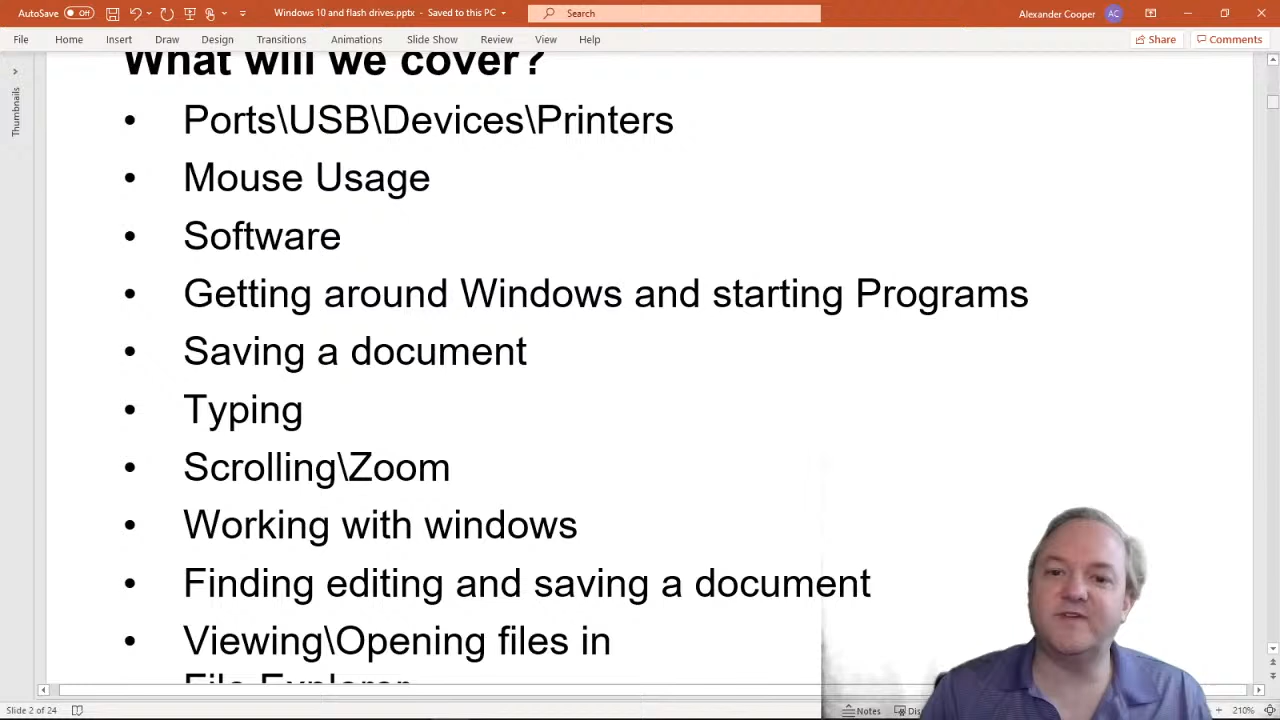 AutoSave Off Windows 10 and flash drives.pptx - Saved to this PC Search Alexander Cooper AC
File Home Insert Draw Design Transitions Animations Slide Show Review View Help Share Comments
Thumbnails
What will we cover?
• Ports\USB\Devices\Printers
• Mouse Usage
• Software
• Getting around Windows and starting Programs
• Saving a document
• Typing
• Scrolling\Zoom
• Working with windows
• Finding editing and saving a document
• Viewing\Opening files in
File Explorer
Slide 2 of 24 Notes 210%